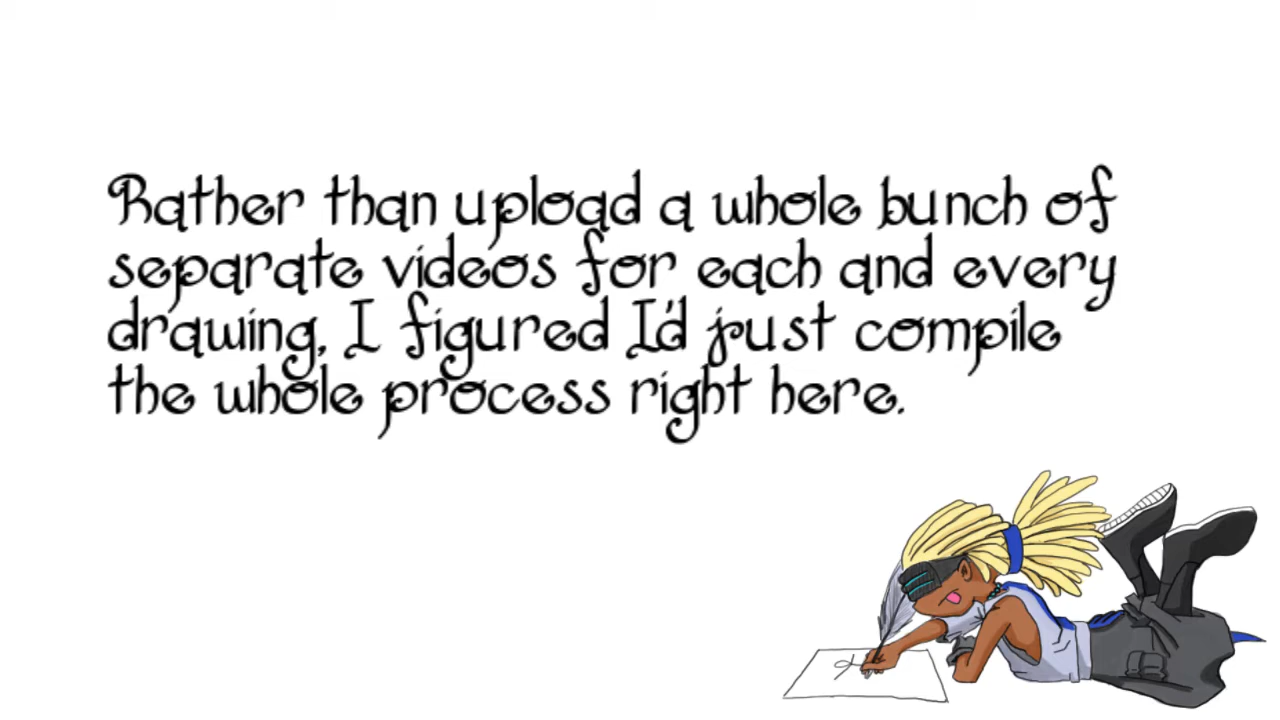 Rather than upload a whole bunch of
separate videos for each and every
drawing, I figured I'd just compile
the whole process right here.